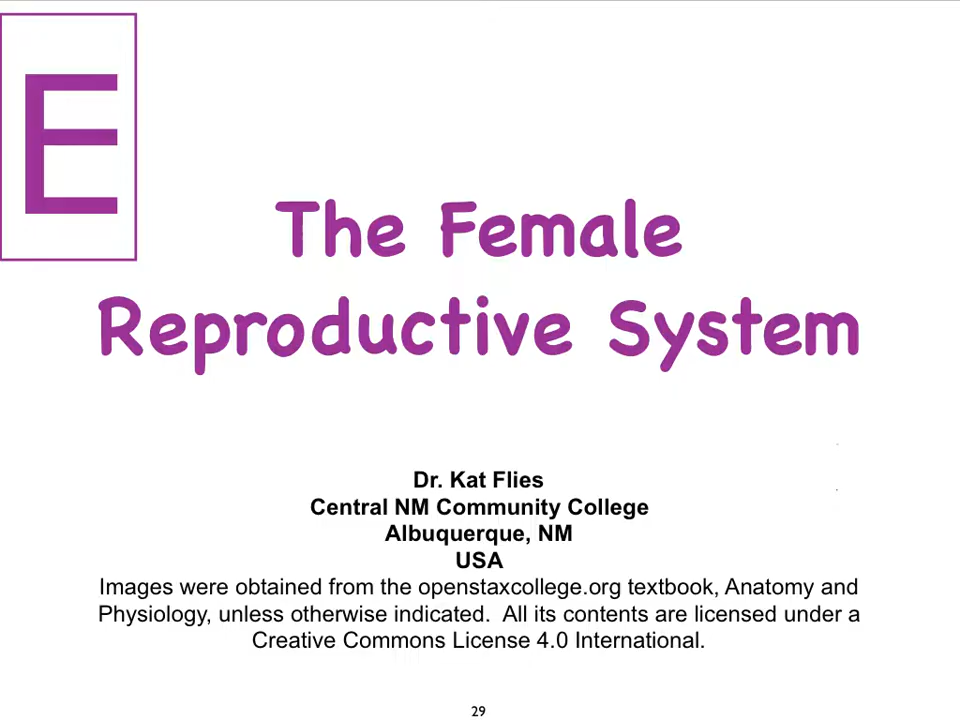 E
The Female
Reproductive System
Dr. Kat Flies
Central NM Community College
Albuquerque, NM
USA
Images were obtained from the openstaxcollege.org textbook, Anatomy and
Physiology, unless otherwise indicated.  All its contents are licensed under a
Creative Commons License 4.0 International.
29